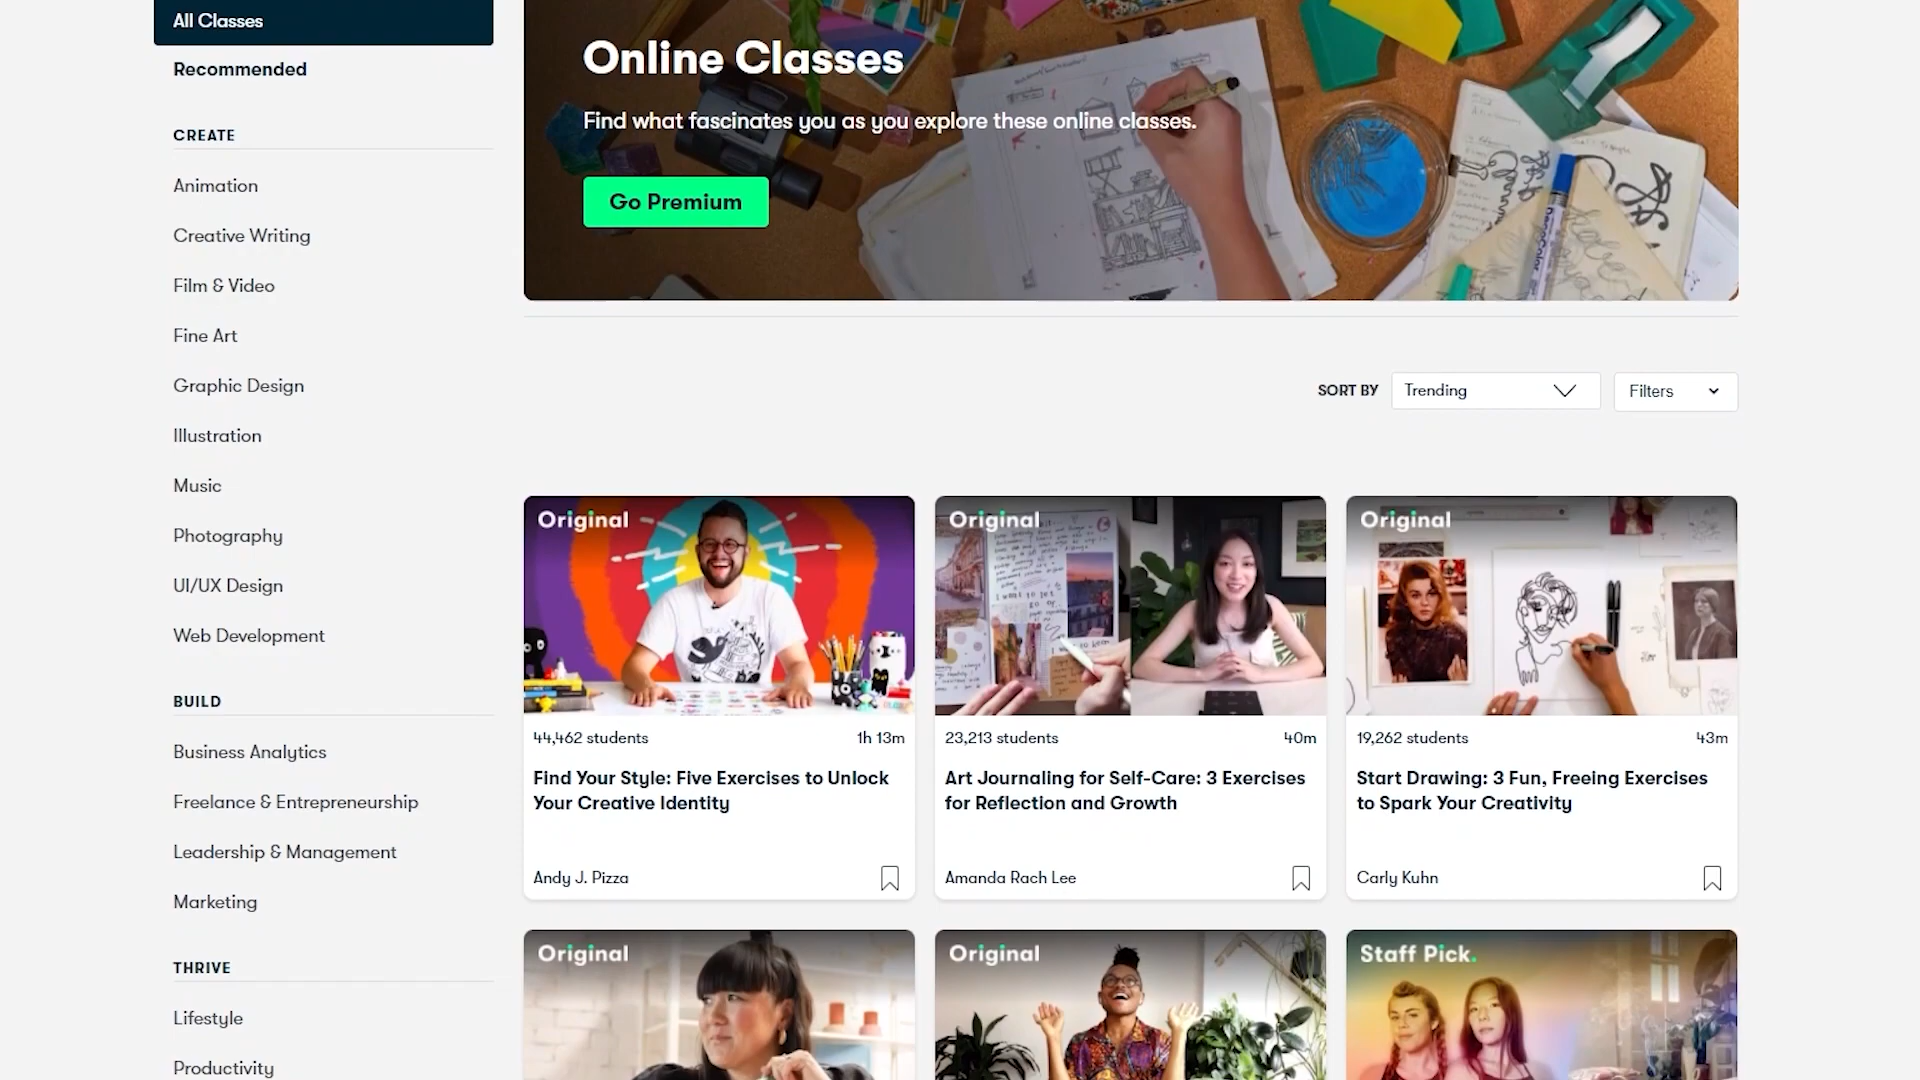 All Classes
Recommended
CREATE
Animation
Creative Writing
Film & Video
Fine Art
Graphic Design
Illustration
Music
Photography
UI/UX Design
Web Development
BUILD
Business Analytics
Freelance & Entrepreneurship
Leadership & Management
Marketing
THRIVE
Lifestyle
Productivity
Online Classes
Find what fascinates you as you explore these online classes.
Go Premium
SORT BY Trending Filters
Original
44,462 students 1h 13m
Find Your Style: Five Exercises to Unlock
Your Creative Identity
Andy J. Pizza
Original
23,213 students 40m
Art Journaling for Self-Care: 3 Exercises
for Reflection and Growth
Amanda Rach Lee
Original
19,262 students 43m
Start Drawing: 3 Fun, Freeing Exercises
to Spark Your Creativity
Carly Kuhn
Original
Original
Staff Pick.